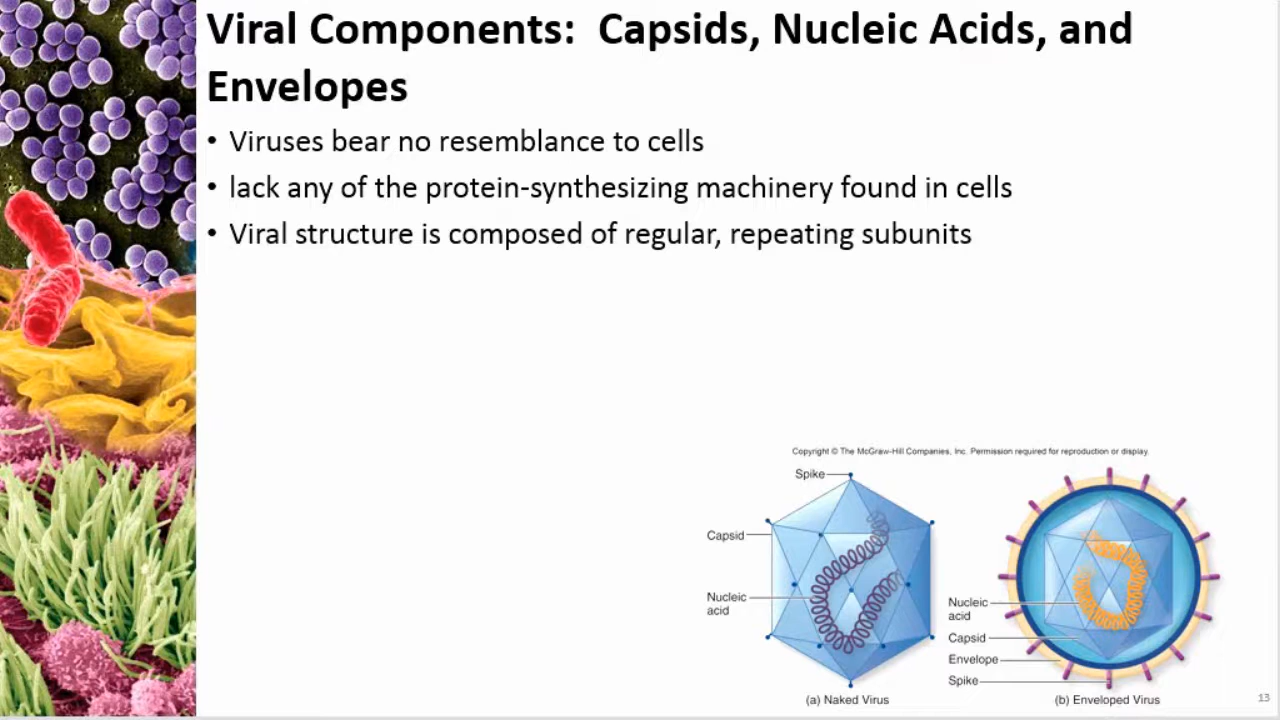 Viral Components:  Capsids, Nucleic Acids, and
Envelopes
• Viruses bear no resemblance to cells
• lack any of the protein-synthesizing machinery found in cells
• Viral structure is composed of regular, repeating subunits
Copyright © The McGraw-Hill Companies, Inc. Permission required for reproduction or display.
Spike
Capsid
Nucleic
acid
(a) Naked Virus
Nucleic
acid
Capsid
Envelope
Spike
(b) Enveloped Virus
13